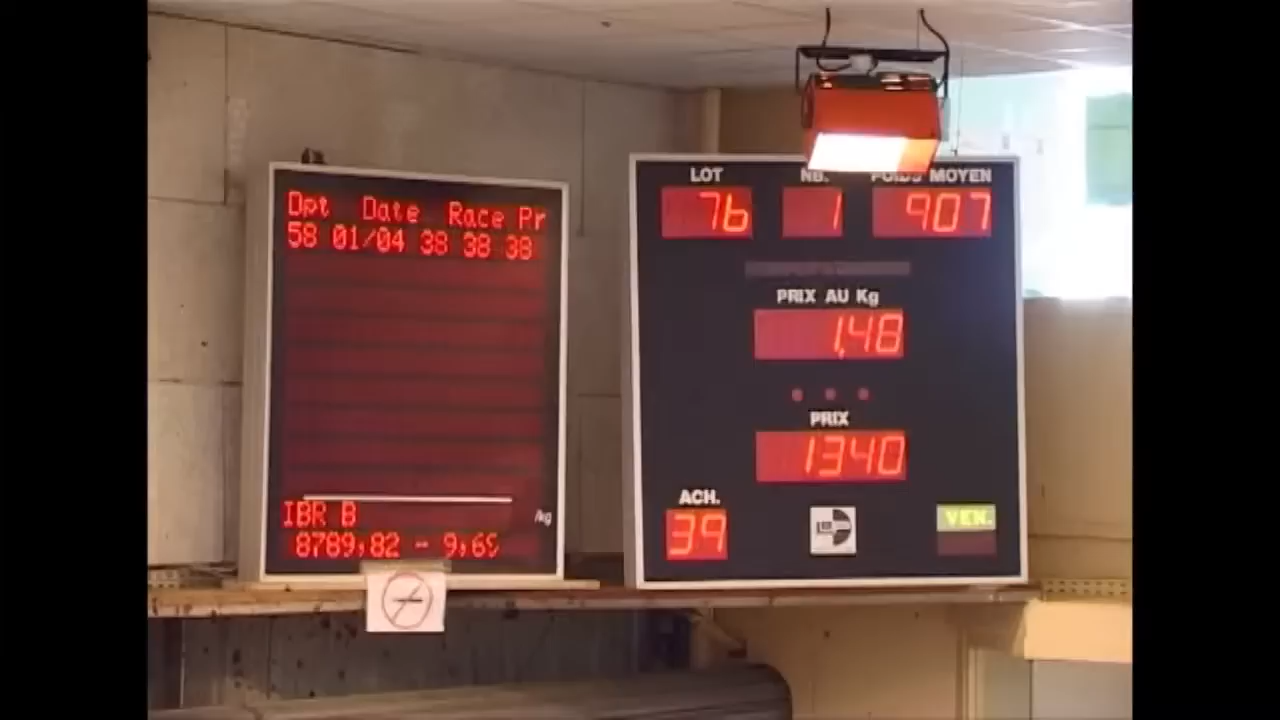 Dpt Date Race Pr
58 01/04 38 38 38
IBR B
/kg
8789,82 - 9,69
LOT NB. POIDS MOYEN
76 1 907
PRIX AU Kg
1,48
PRIX
1340
ACH.
39
VEN.